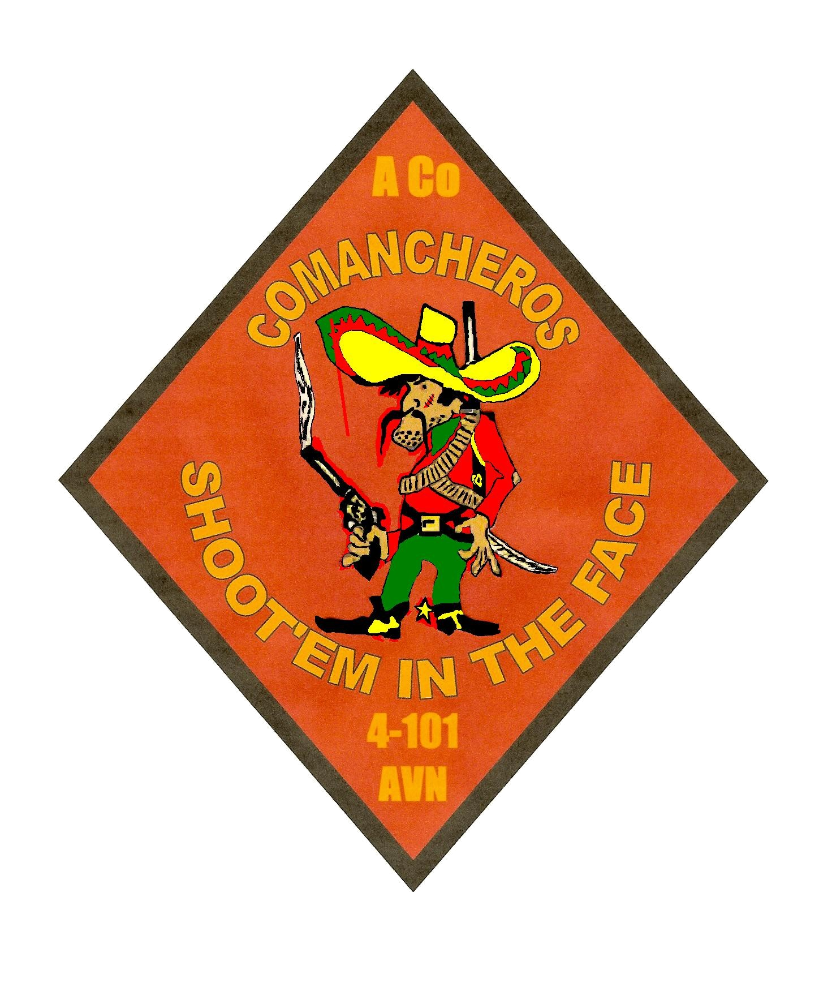 A Co
COMANCHEROS
SHOOT'EM IN THE FACE
4-101
AVN